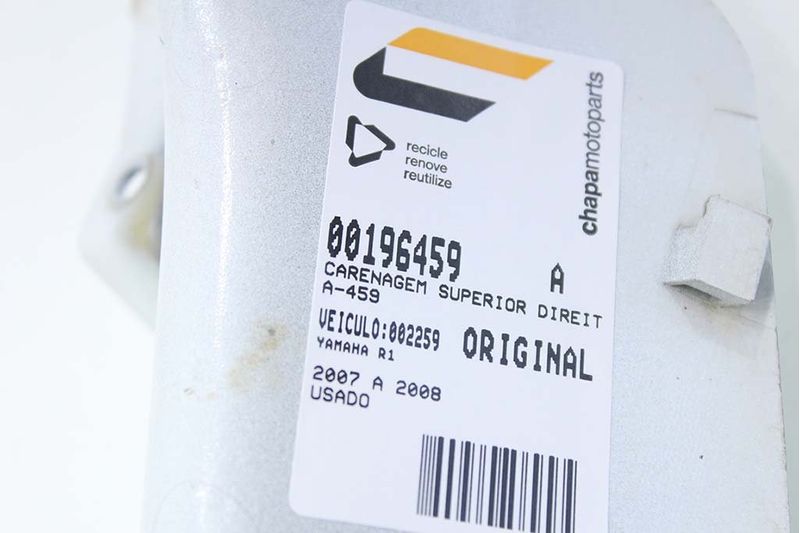 recicle
renove
reutilize
chapamotoparts
00196459 A
CARENAGEM SUPERIOR DIREIT
A-459
VEICULO:002259 ORIGINAL
YAMAHA R1
2007 A 2008
USADO